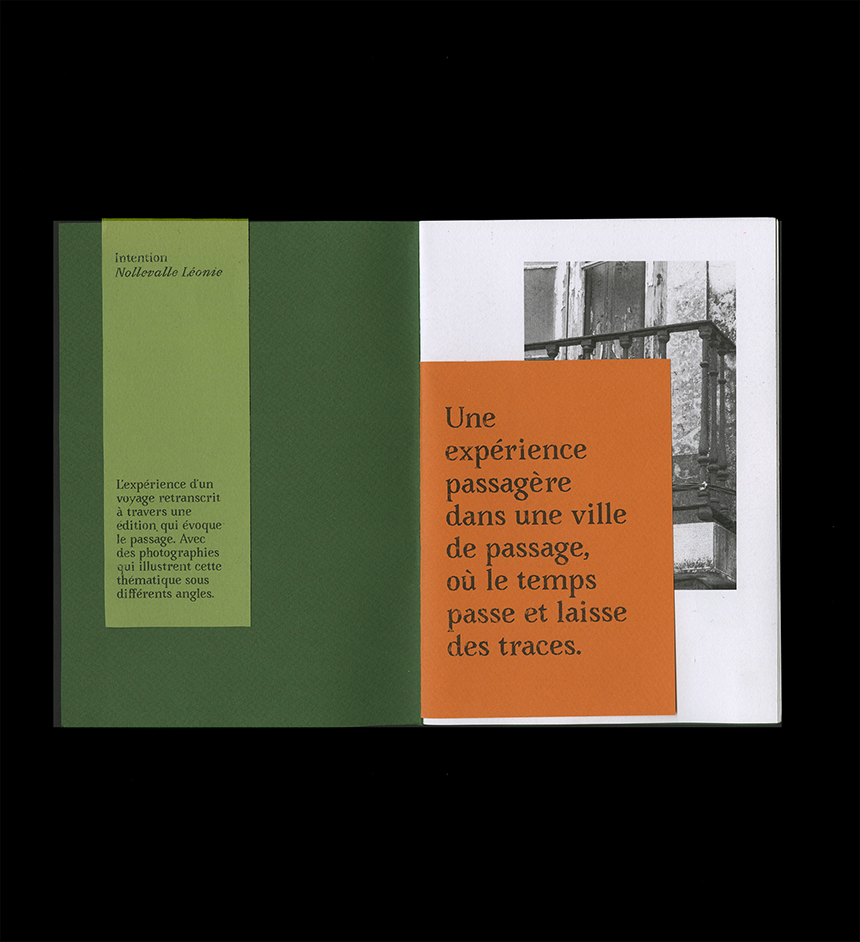 Intention
Nollevalle Léonie
L'expérience d'un
voyage retranscrit
à travers une
édition qui évoque
le passage. Avec
des photographies
qui illustrent cette
thématique sous
différents angles.
Une
expérience
passagère
dans une ville
de passage,
où le temps
passe et laisse
des traces.